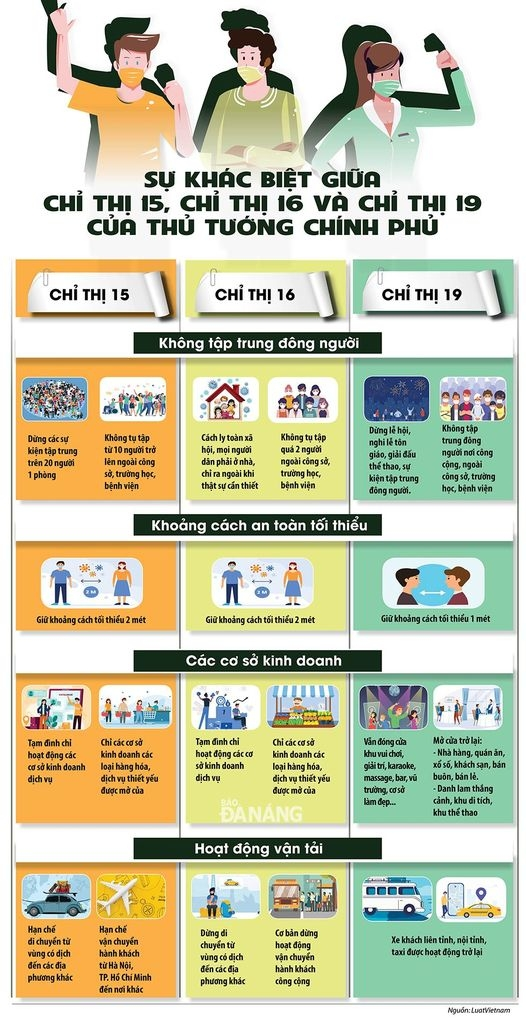 SỰ KHÁC BIỆT GIỮA
CHỈ THỊ 15, CHỈ THỊ 16 VÀ CHỈ THỊ 19
CỦA THỦ TƯỚNG CHÍNH PHỦ
CHỈ THỊ 15
CHỈ THỊ 16
CHỈ THỊ 19
Không tập trung đông người
Dừng các sự
kiện tập trung
trên 20 người
1 phòng
Không tụ tập
từ 10 người trở
lên ngoài công
sở, trường học,
bệnh viện
Cách ly toàn xã
hội, mọi người
dân phải ở nhà,
chỉ ra ngoài khi
thật sự cần thiết
Không tụ tập
quá 2 người
ngoài công sở,
trường học,
bệnh viện
Dừng lễ hội,
nghi lễ tôn
giáo, giải đấu
thể thao, sự
kiện tập trung
đông người.
Không tập
trung đông
người nơi công
cộng, ngoài
công sở, trường
học, bệnh viện
Khoảng cách an toàn tối thiểu
2 M
Giữ khoảng cách tối thiểu 2 mét
2 M
Giữ khoảng cách tối thiểu 2 mét
Giữ khoảng cách tối thiểu 1 mét
Các cơ sở kinh doanh
Tạm đình chỉ
hoạt động các
cơ sở kinh doanh
dịch vụ
Chỉ các cơ sở
kinh doanh các
loại hàng hóa,
dịch vụ thiết yếu
được mở của
Tạm đình chỉ
hoạt động các cơ
sở kinh doanh
dịch vụ
Chỉ các cơ sở
kinh doanh các
loại hàng hóa,
dịch vụ thiết yếu
được mở của
Vẫn đóng cửa
khu vui chơi,
giải trí, karaoke,
massage, bar, vũ
trường, cơ sở
làm đẹp...
Mở cửa trở lại:
- Nhà hàng, quán ăn,
xổ số, khách sạn, bán
buôn, bán lẻ.
- Danh lam thắng
cảnh, khu di tích,
khu thể thao
BÁO
ĐÀ NẴNG
Hoạt động vận tải
Hạn chế
di chuyển từ
vùng có dịch
đến các địa
phương khác
Hạn chế
vận chuyển
hành khách
từ Hà Nội,
TP. Hồ Chí Minh
đến nơi khác
Dừng di
chuyển từ
vùng có dịch
đến các địa
phương khác
Cơ bản dừng
hoạt động
vận chuyển
hành khách
công cộng
Xe khách liên tỉnh, nội tỉnh,
taxi được hoạt động trở lại
Nguồn: LuatVietnam